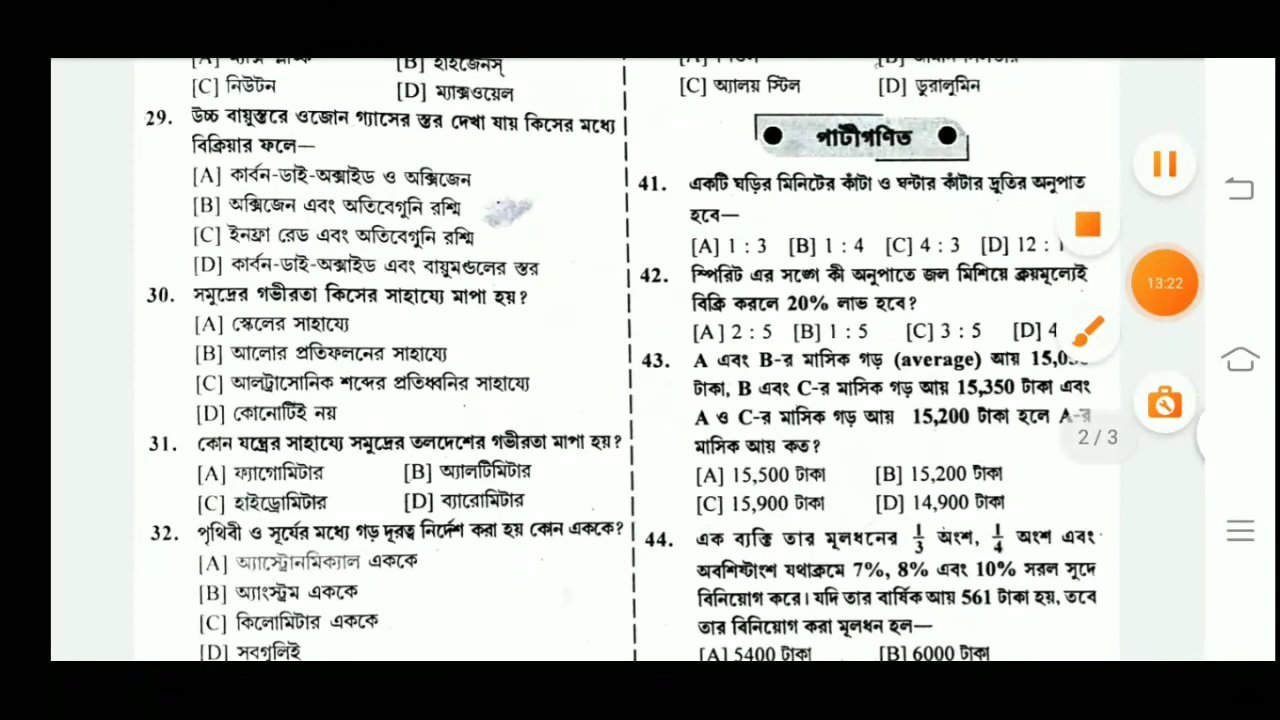 [B] হাইজেনস্
[C] নিউটন
[D] ম্যাক্সওয়েল
29. উচ্চ বায়ুস্তরে ওজোন গ্যাসের স্তর দেখা যায় কিসের মধ্যে
বিক্রিয়ার ফলে—
[A] কার্বন-ডাই-অক্সাইড ও অক্সিজেন
[B] অক্সিজেন এবং অতিবেগুনি রশ্মি
[C] ইনফ্রা রেড এবং অতিবেগুনি রশ্মি
[D] কার্বন-ডাই-অক্সাইড এবং বায়ুমণ্ডলের স্তর
30. সমুদ্রের গভীরতা কিসের সাহায্যে মাপা হয়?
[A] স্কেলের সাহায্যে
[B] আলোর প্রতিফলনের সাহায্যে
[C] আলট্রাসোনিক শব্দের প্রতিধ্বনির সাহায্যে
[D] কোনোটিই নয়
31. কোন যন্ত্রের সাহায্যে সমুদ্রের তলদেশের গভীরতা মাপা হয়?
[A] ফ্যাগোমিটার [B] অ্যালটিমিটার
[C] হাইড্রোমিটার [D] ব্যারোমিটার
32. পৃথিবী ও সূর্যের মধ্যে গড় দূরত্ব নির্দেশ করা হয় কোন এককে?
[A] অ্যাস্ট্রোনমিক্যাল এককে
[B] অ্যাংস্ট্রম এককে
[C] কিলোমিটার এককে
[D] সবগুলিই
[C] অ্যালয় স্টিল [D] ডুরালুমিন
পাটীগণিত
41. একটি ঘড়ির মিনিটের কাঁটা ও ঘন্টার কাঁটার দ্রুতির অনুপাত
হবে—
[A] 1 : 3 [B] 1 : 4 [C] 4 : 3 [D] 12 :
42. স্পিরিট এর সঙ্গে কী অনুপাতে জল মিশিয়ে ক্রয়মূল্যেই
বিক্রি করলে 20% লাভ হবে?
[A] 2 : 5 [B] 1 : 5 [C] 3 : 5 [D] 4
43. A এবং B-র মাসিক গড় (average) আয়
টাকা, B এবং C-র মাসিক গড় আয় 15,350 টাকা এবং
A ও C-র মাসিক গড় আয় 15,200 টাকা হলে A-র
মাসিক আয় কত?
[A] 15,500 টাকা [B] 15,200 টাকা
[C] 15,900 টাকা [D] 14,900 টাকা
44. এক ব্যক্তি তার মূলধনের 1/3 অংশ, 1/4 অংশ এবং
অবশিষ্টাংশ যথাক্রমে 7%, 8% এবং 10% সরল সুদে
বিনিয়োগ করে। যদি তার বার্ষিক আয় 561 টাকা হয়, তবে
তার বিনিয়োগ করা মূলধন হল—
[A] 5400 টাকা [B] 6000 টাকা
13:22
2 / 3